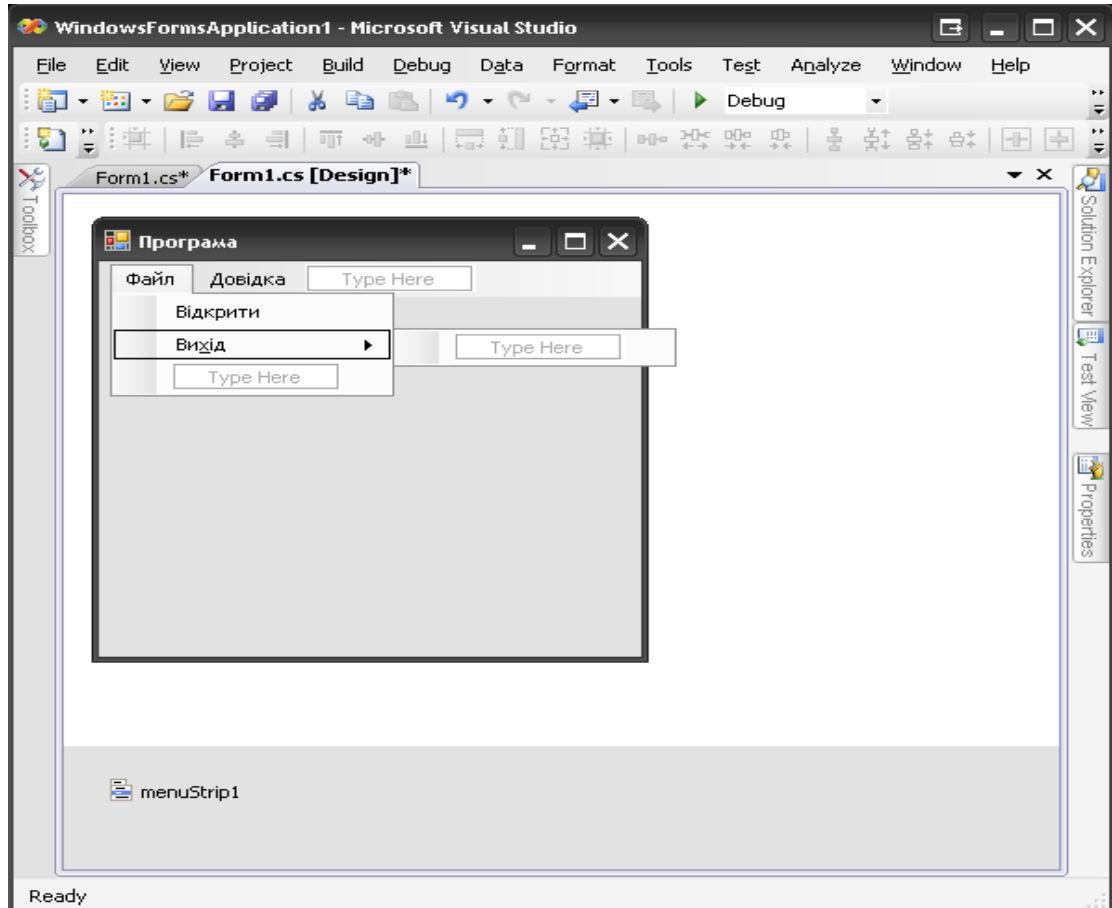 WindowsFormsApplication1 - Microsoft Visual Studio
File Edit View Project Build Debug Data Format Tools Test Analyze Window Help
Debug
Form1.cs* Form1.cs [Design]*
Toolbox
Solution Explorer
Test View
Properties
Програма
Файл Довідка Type Here
Відкрити
Вихід Type Here
Type Here
menuStrip1
Ready